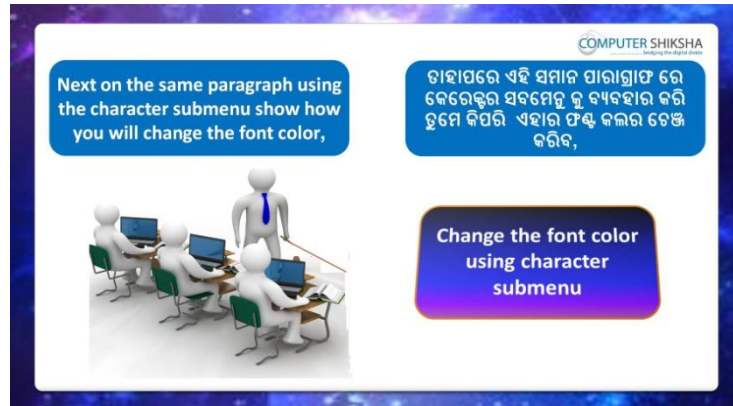 COMPUTER SHIKSHA
bridging the digital divide
Next on the same paragraph using
the character submenu show how
you will change the font color,
ତାହାପରେ ଏହି ସମାନ ପାରାଗ୍ରାଫ ରେ
କେରେକ୍ଟର ସବମେନୁ କୁ ବ୍ୟବହାର କରି
ତୁମେ କିପରି ଏହାର ଫଣ୍ଟ କଲର ଚେଞ୍ଜ
କରିବ,
Change the font color
using character
submenu